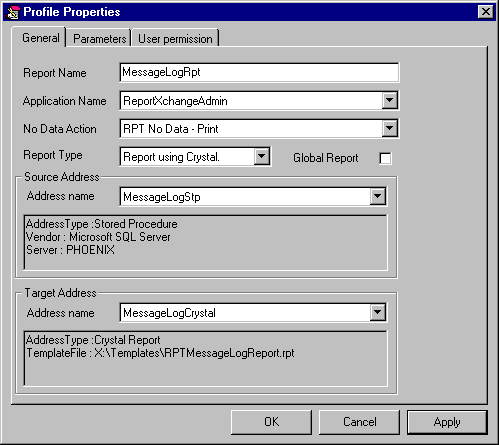 Profile Properties
General Parameters User permission
Report Name MessageLogRpt
Application Name ReportXchangeAdmin
No Data Action RPT No Data - Print
Report Type Report using Crystal. Global Report
Source Address
Address name MessageLogStp
AddressType :Stored Procedure
Vendor : Microsoft SQL Server
Server : PHOENIX
Target Address
Address name MessageLogCrystal
AddressType :Crystal Report
TemplateFile : X:\Templates\RPTMessageLogReport.rpt
OK Cancel Apply